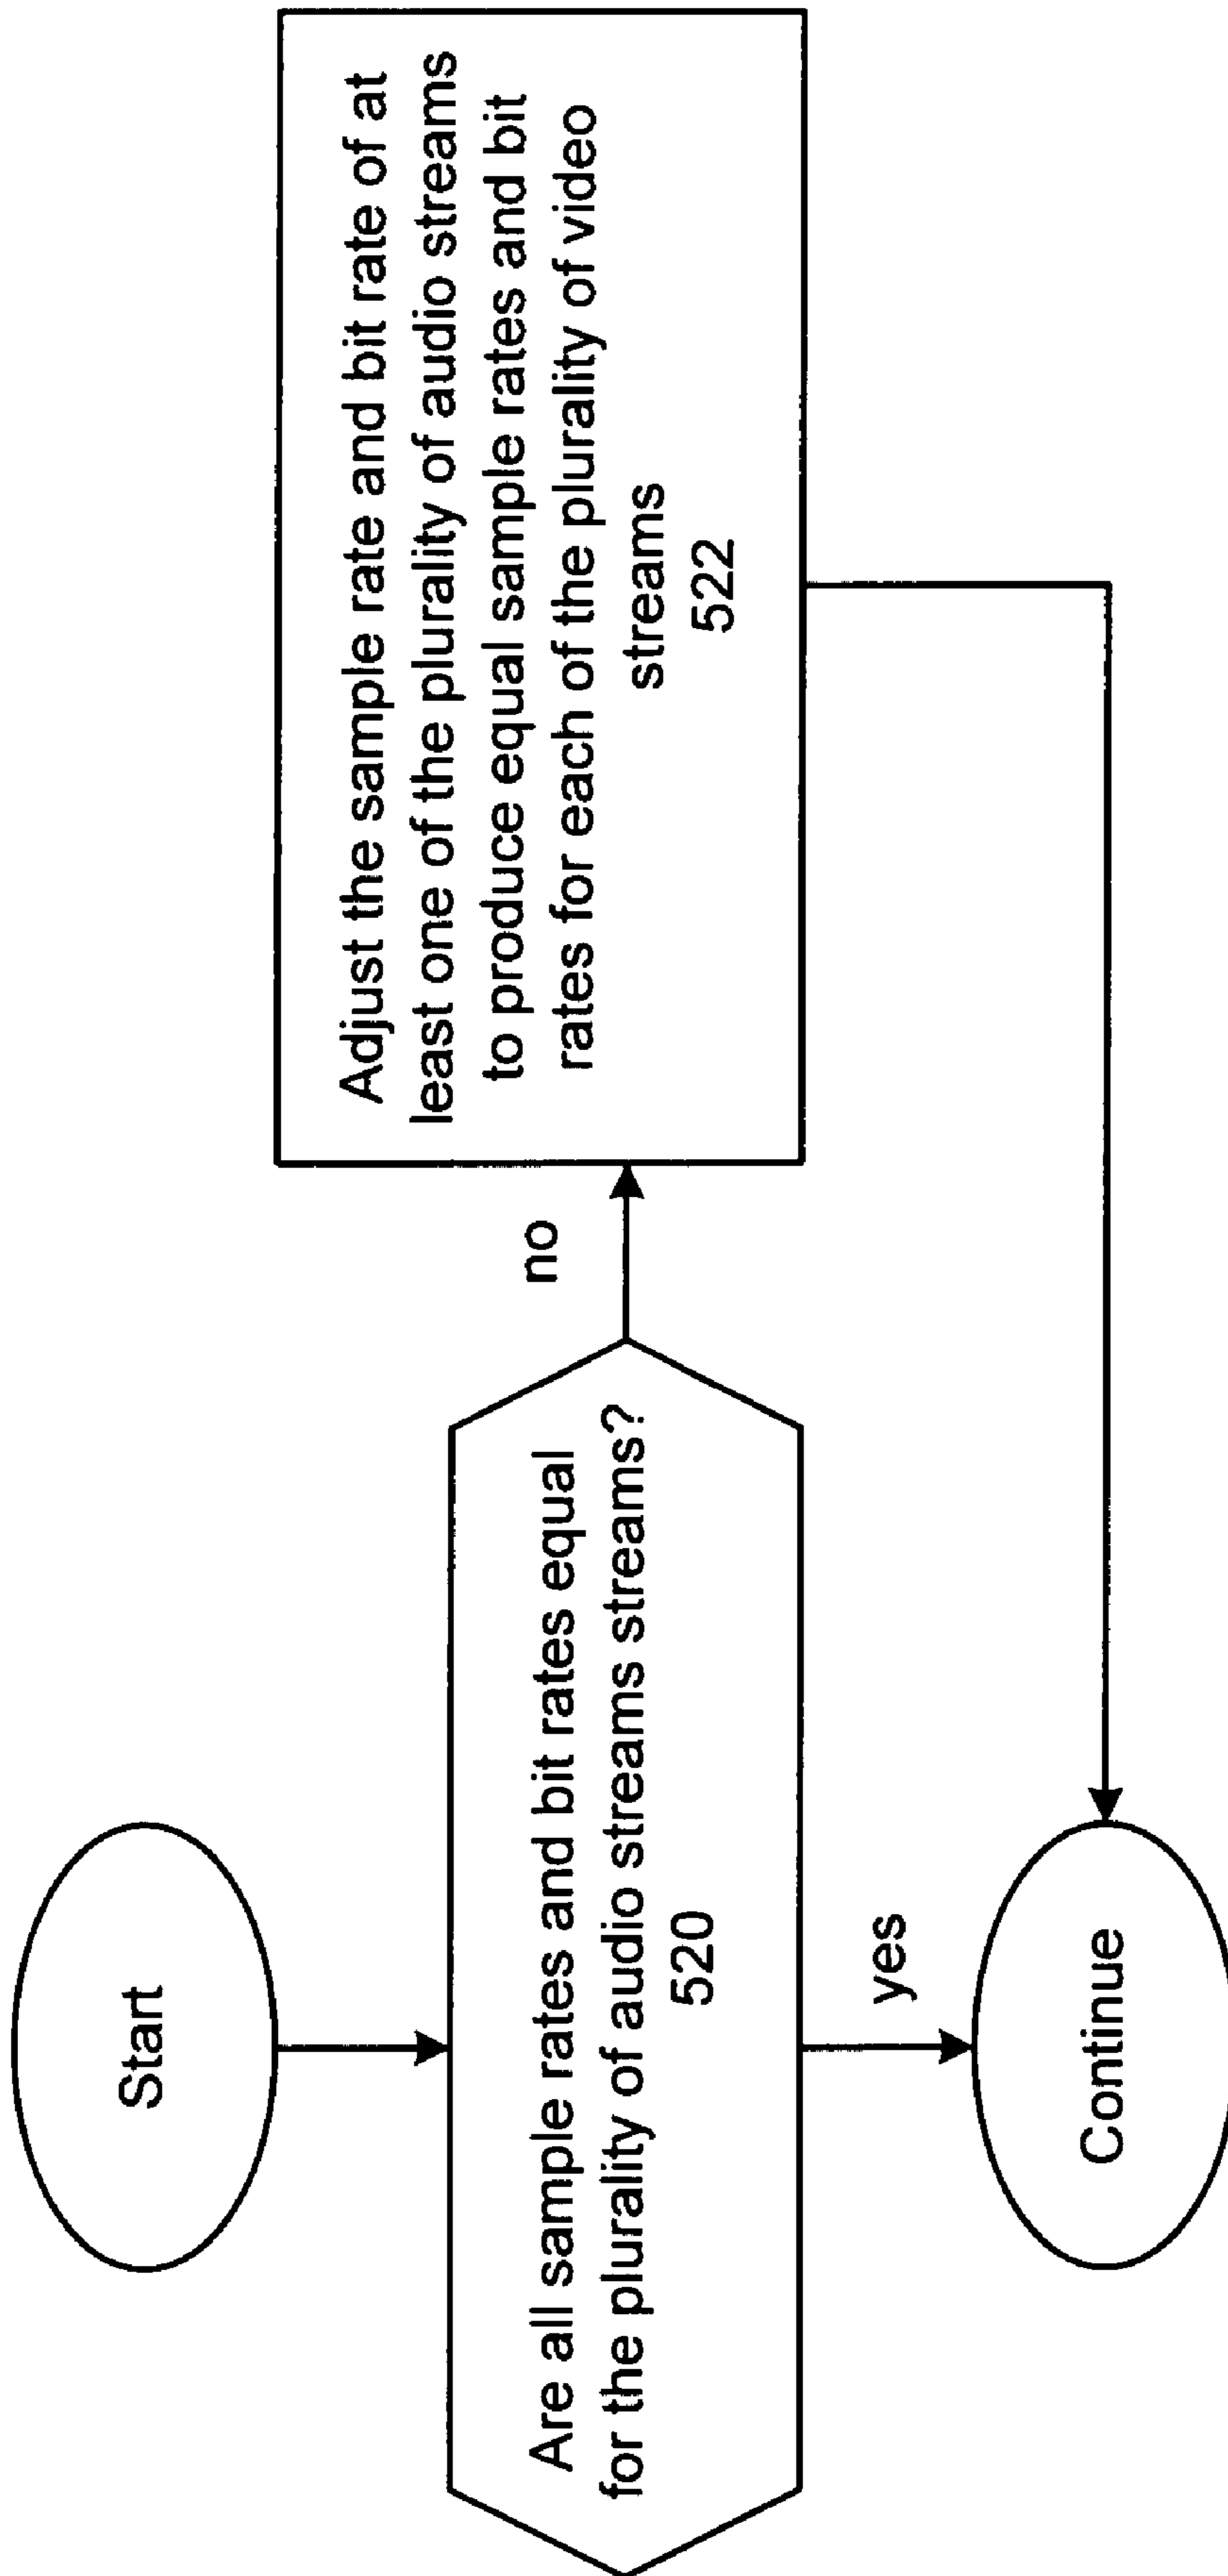 Start
Are all sample rates and bit rates equal
for the plurality of audio streams streams?
520
no
Adjust the sample rate and bit rate of at
least one of the plurality of audio streams
to produce equal sample rates and bit
rates for each of the plurality of video
streams
522
yes
Continue